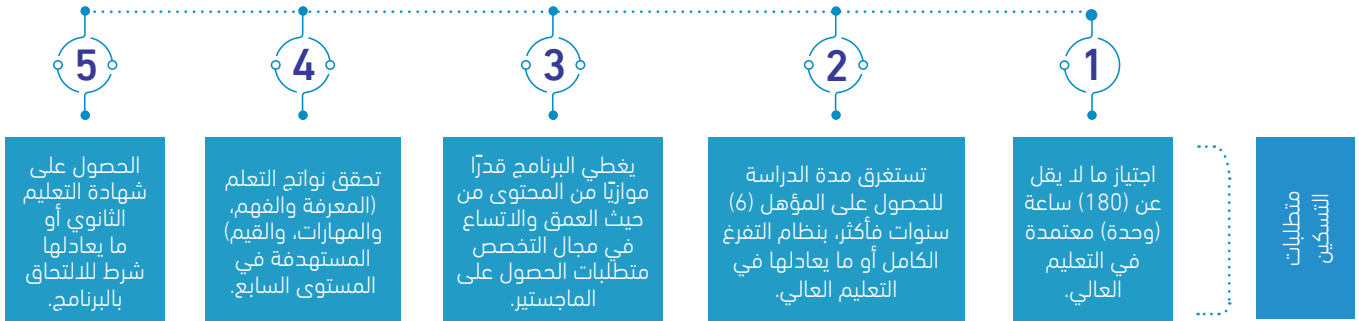 متطلبات
التسكين
1
اجتياز ما لا يقل
عن (180) ساعة
(وحدة) معتمدة
في التعليم
العالي.
2
تستغرق مدة الدراسة
للحصول على المؤهل (6)
سنوات فأكثر، بنظام التفرغ
الكامل أو ما يعادلها في
التعليم العالي.
3
يغطي البرنامج قدرًا
موازيًا من المحتوى من
حيث العمق والاتساع
في مجال التخصص
متطلبات الحصول على
الماجستير.
4
تحقق نواتج التعلم
(المعرفة والفهم،
والمهارات، والقيم)
المستهدفة في
المستوى السابع.
5
الحصول على
شهادة التعليم
الثانوي أو
ما يعادلها
شرط للالتحاق
بالبرنامج.